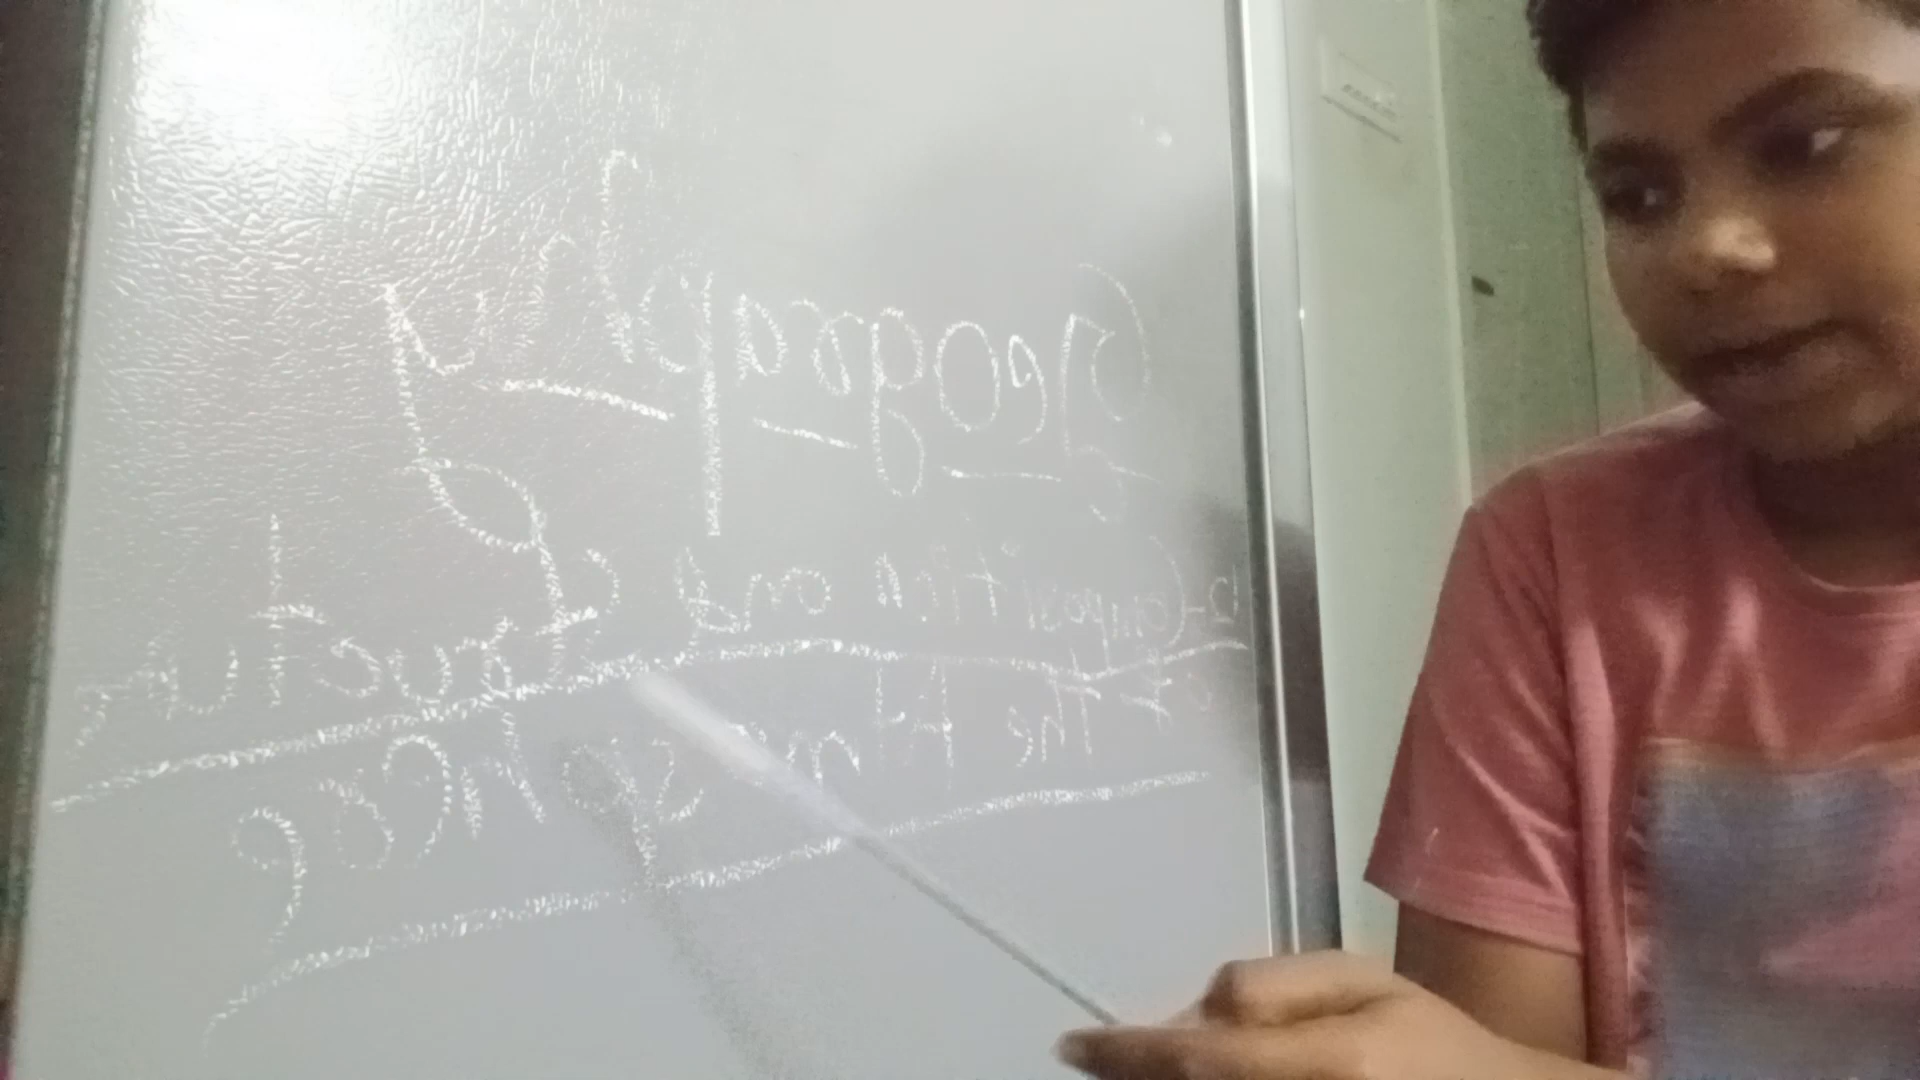 Geography
Composition and Structure
of The Atmosphere